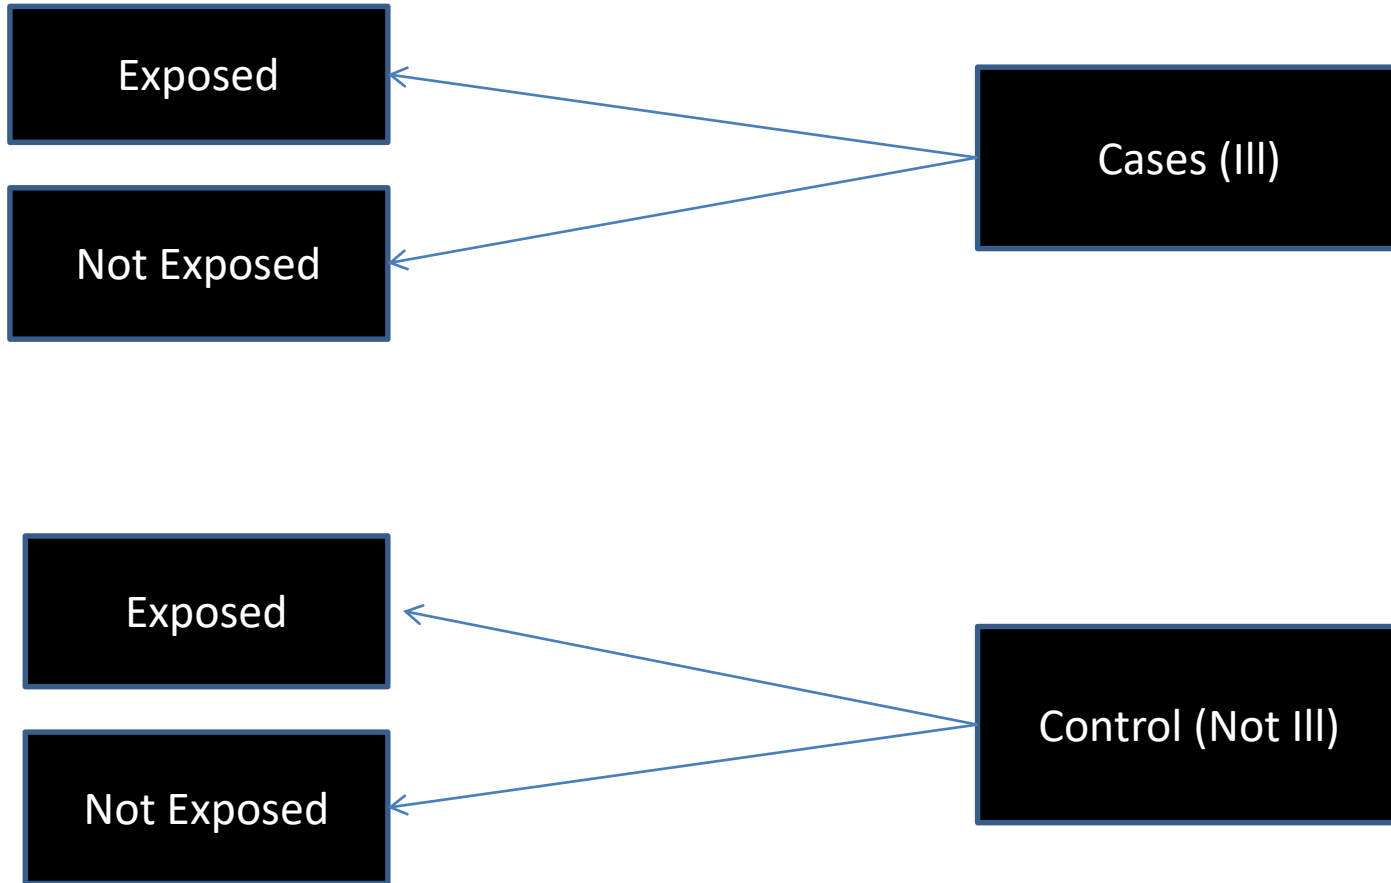 Exposed
Cases (Ill)
Not Exposed
Exposed
Control (Not Ill)
Not Exposed